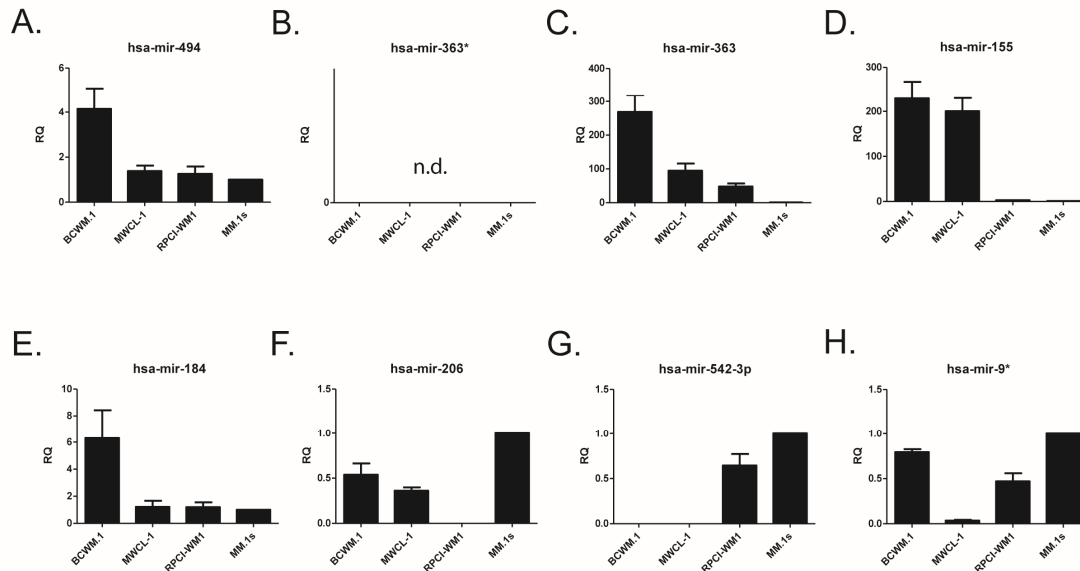 A.
hsa-mir-494
RQ
6
4
2
0
BCWM.1
MWCL-1
RPCI-WM1
MM.1s
B.
hsa-mir-363*
RQ
0
n.d.
BCWM.1
MWCL-1
RPCI-WM1
MM.1s
C.
hsa-mir-363
RQ
400
300
200
100
0
BCWM.1
MWCL-1
RPCI-WM1
MM.1s
D.
hsa-mir-155
RQ
300
200
100
0
BCWM.1
MWCL-1
RPCI-WM1
MM.1s
E.
hsa-mir-184
RQ
10
8
6
4
2
0
BCWM.1
MWCL-1
RPCI-WM1
MM.1s
F.
hsa-mir-206
RQ
1.5
1.0
0.5
0.0
BCWM.1
MWCL-1
RPCI-WM1
MM.1s
G.
hsa-mir-542-3p
RQ
1.5
1.0
0.5
0.0
BCWM.1
MWCL-1
RPCI-WM1
MM.1s
H.
hsa-mir-9*
RQ
1.5
1.0
0.5
0.0
BCWM.1
MWCL-1
RPCI-WM1
MM.1s